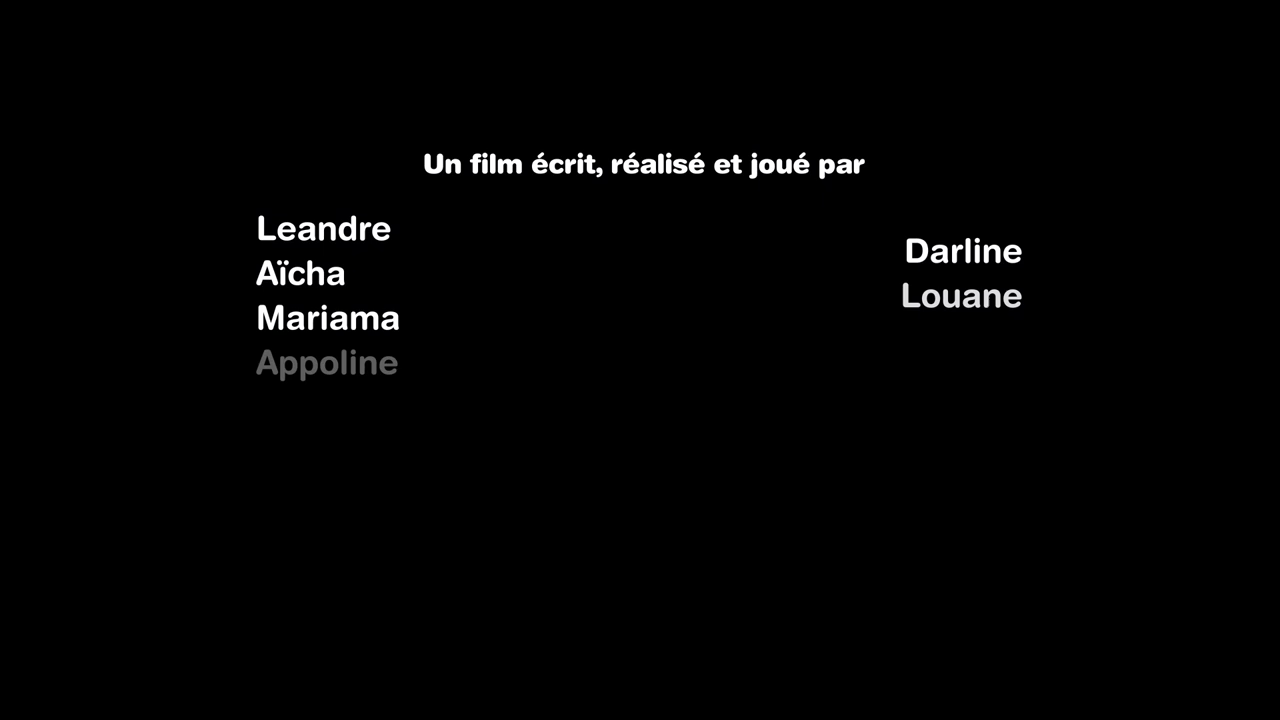 Un film écrit, réalisé et joué par
Leandre
Aïcha
Mariama
Appoline
Darline
Louane